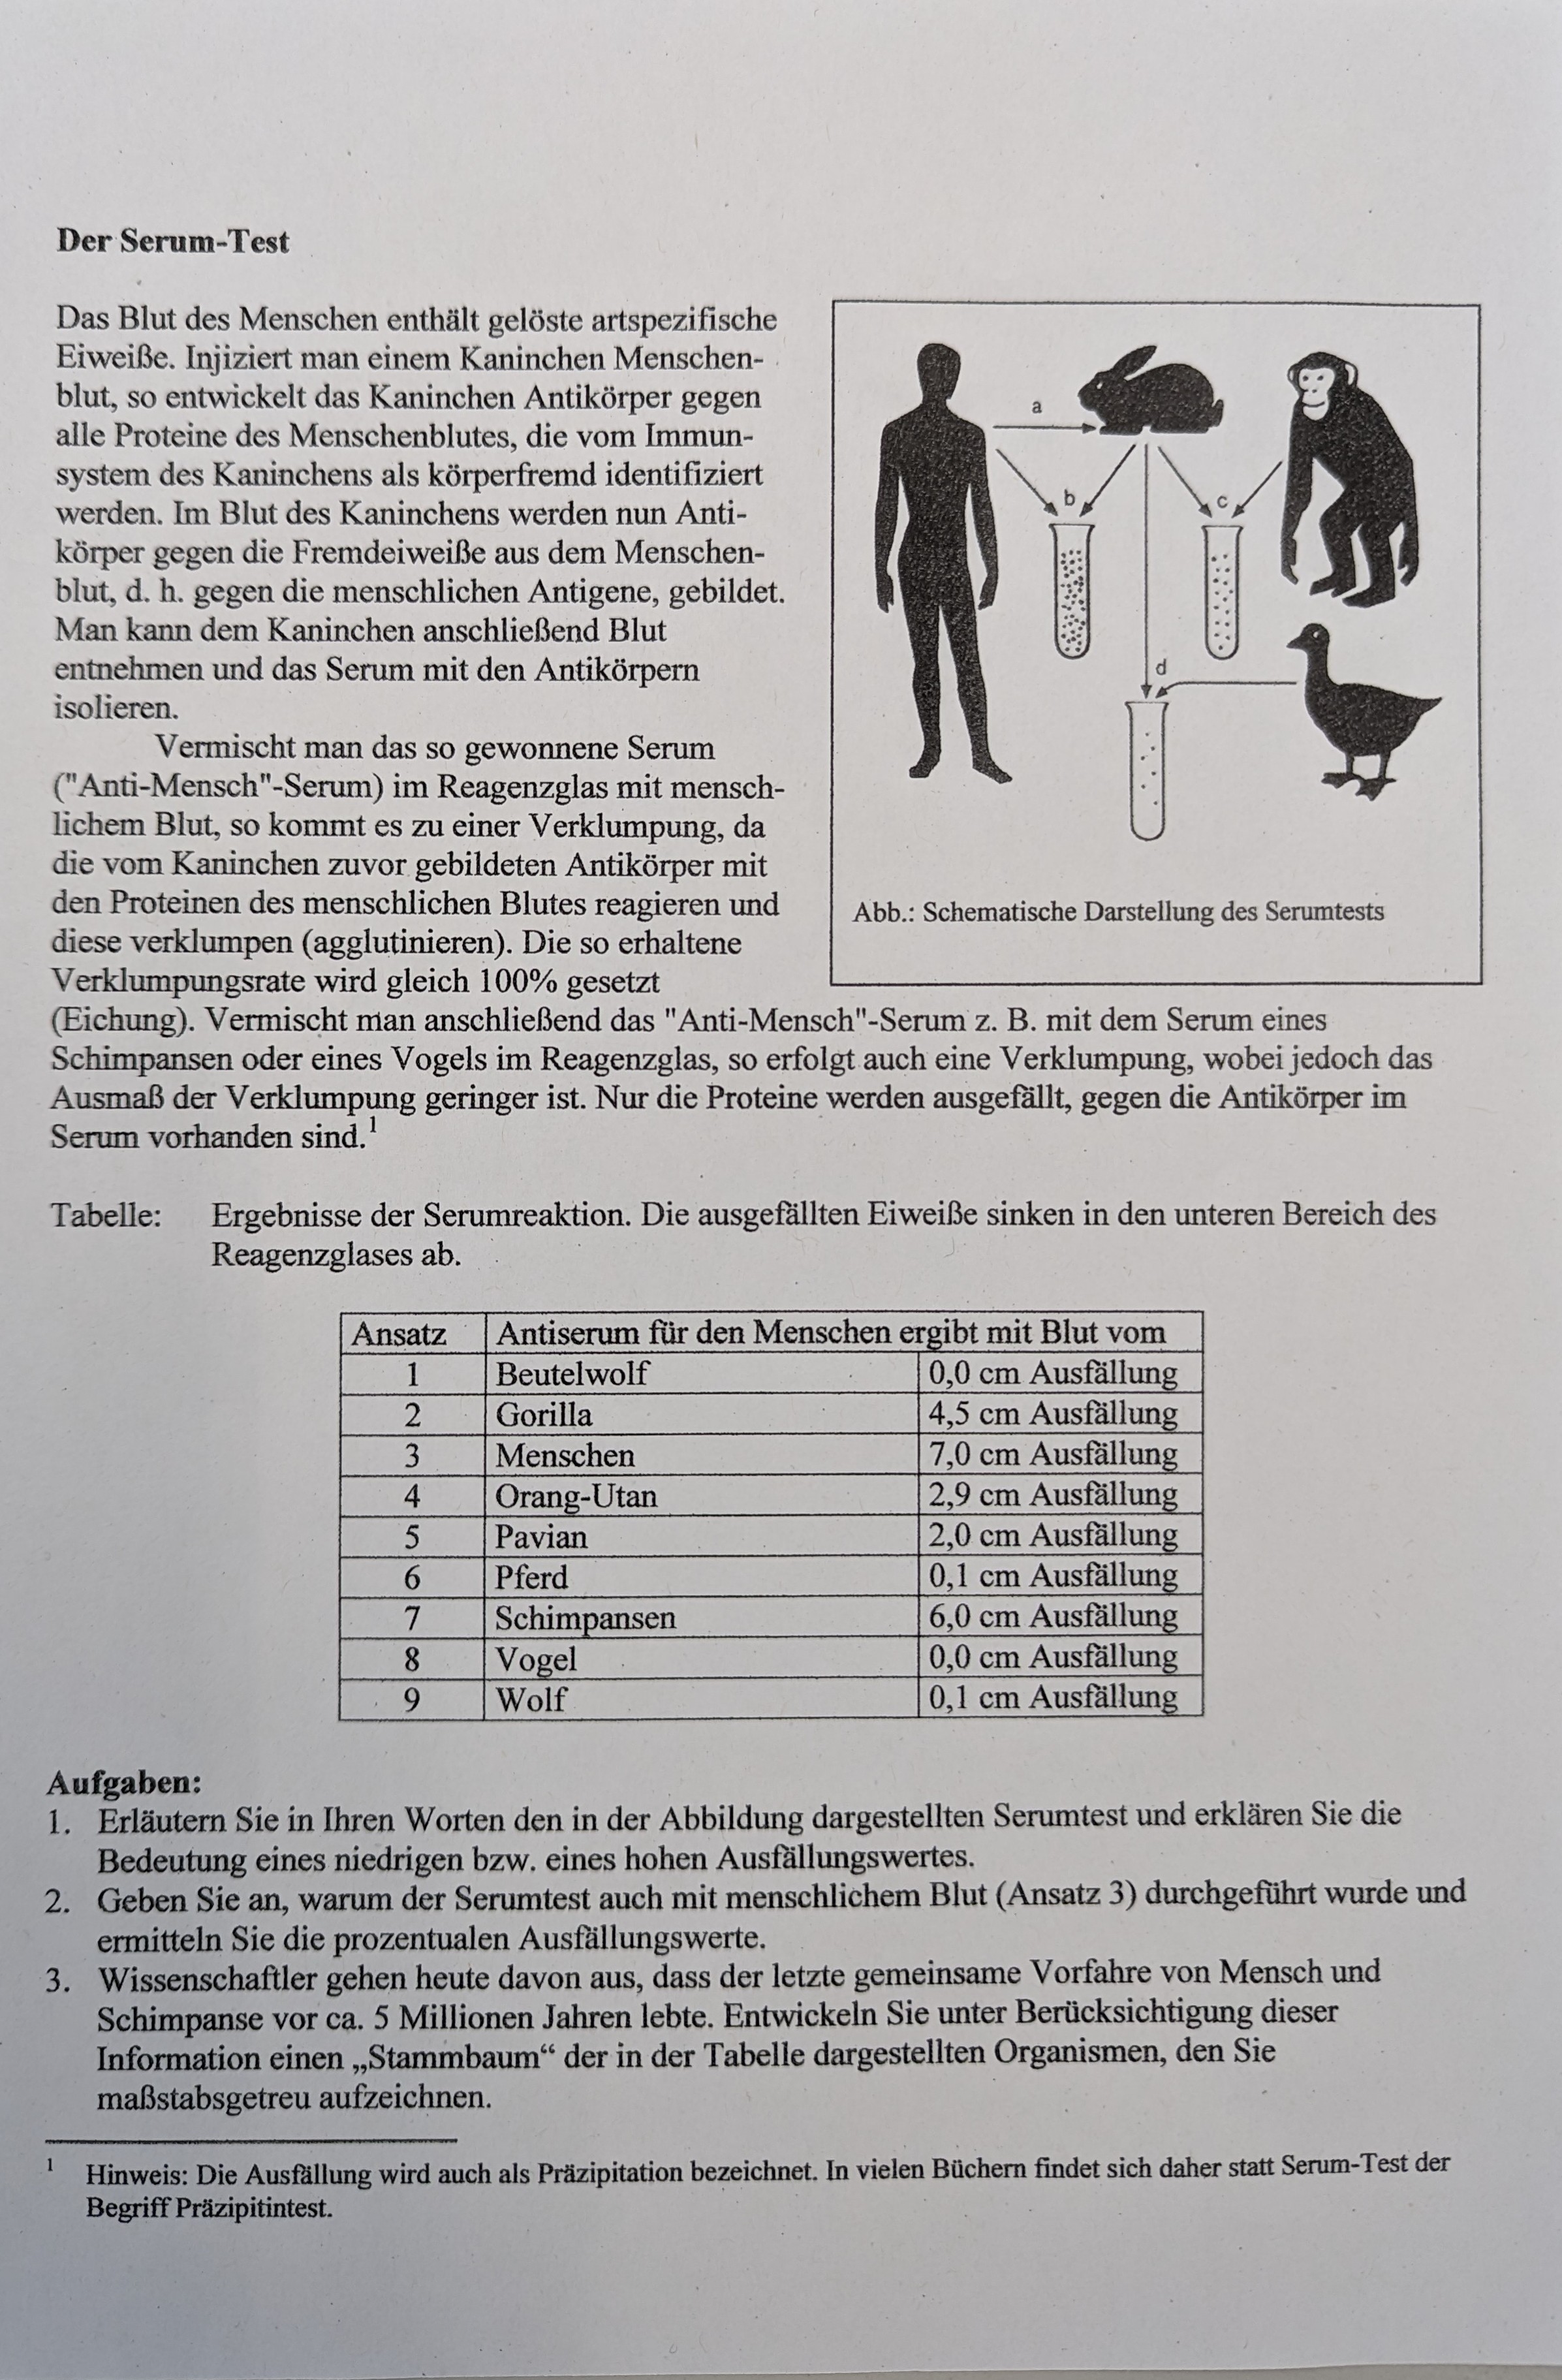 Der Serum-Test
Das Blut des Menschen enthält gelöste artspezifische
Eiweiße. Injiziert man einem Kaninchen Menschen-
blut, so entwickelt das Kaninchen Antikörper gegen
alle Proteine des Menschenblutes, die vom Immun-
system des Kaninchens als körperfremd identifiziert
werden. Im Blut des Kaninchens werden nun Anti-
körper gegen die Fremdeiweiße aus dem Menschen-
blut, d. h. gegen die menschlichen Antigene, gebildet.
Man kann dem Kaninchen anschließend Blut
entnehmen und das Serum mit den Antikörpern
isolieren.
Vermischt man das so gewonnene Serum
("Anti-Mensch"-Serum) im Reagenzglas mit mensch-
lichem Blut, so kommt es zu einer Verklumpung, da
die vom Kaninchen zuvor gebildeten Antikörper mit
den Proteinen des menschlichen Blutes reagieren und
diese verklumpen (agglutinieren). Die so erhaltene
Verklumpungsrate wird gleich 100% gesetzt
(Eichung). Vermischt man anschließend das "Anti-Mensch"-Serum z. B. mit dem Serum eines
Schimpansen oder eines Vogels im Reagenzglas, so erfolgt auch eine Verklumpung, wobei jedoch das
Ausmaß der Verklumpung geringer ist. Nur die Proteine werden ausgefällt, gegen die Antikörper im
Serum vorhanden sind.1
a
b
c
d
Abb.: Schematische Darstellung des Serumtests
Tabelle: Ergebnisse der Serumreaktion. Die ausgefällten Eiweiße sinken in den unteren Bereich des
Reagenzglases ab.
Ansatz Antiserum für den Menschen ergibt mit Blut vom
1 Beutelwolf 0,0 cm Ausfällung
2 Gorilla 4,5 cm Ausfällung
3 Menschen 7,0 cm Ausfällung
4 Orang-Utan 2,9 cm Ausfällung
5 Pavian 2,0 cm Ausfällung
6 Pferd 0,1 cm Ausfällung
7 Schimpansen 6,0 cm Ausfällung
8 Vogel 0,0 cm Ausfällung
9 Wolf 0,1 cm Ausfällung
Aufgaben:
1. Erläutern Sie in Ihren Worten den in der Abbildung dargestellten Serumtest und erklären Sie die
Bedeutung eines niedrigen bzw. eines hohen Ausfällungswertes.
2. Geben Sie an, warum der Serumtest auch mit menschlichem Blut (Ansatz 3) durchgeführt wurde und
ermitteln Sie die prozentualen Ausfällungswerte.
3. Wissenschaftler gehen heute davon aus, dass der letzte gemeinsame Vorfahre von Mensch und
Schimpanse vor ca. 5 Millionen Jahren lebte. Entwickeln Sie unter Berücksichtigung dieser
Information einen „Stammbaum“ der in der Tabelle dargestellten Organismen, den Sie
maßstabsgetreu aufzeichnen.
1 Hinweis: Die Ausfällung wird auch als Präzipitation bezeichnet. In vielen Büchern findet sich daher statt Serum-Test der
Begriff Präzipitintest.